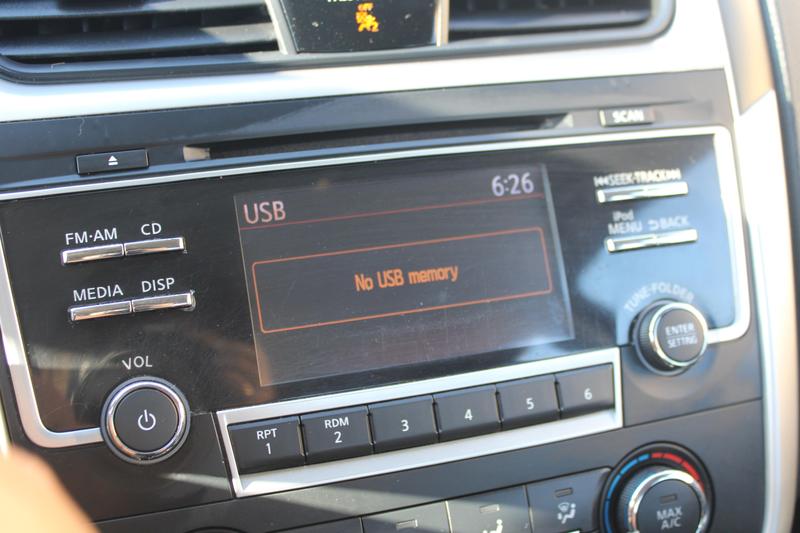 OFF
SCAN
USB
6:26
SEEK·TRACK
FM·AM
CD
iPod
MENU
BACK
No USB memory
MEDIA
DISP
TUNE·FOLDER
ENTER
SETTING
VOL
RPT
1
RDM
2
3
4
5
6
MAX
A/C